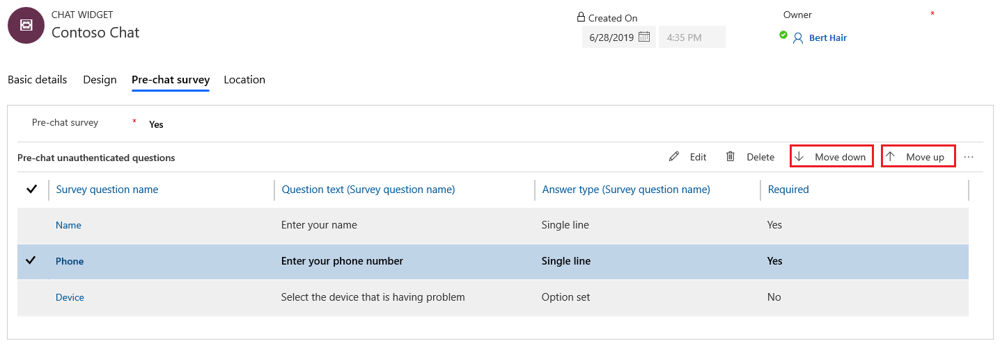 CHAT WIDGET
Contoso Chat
Created On
6/28/2019 4:35 PM
Owner *
Bert Hair
Basic details Design Pre-chat survey Location
Pre-chat survey * Yes
Pre-chat unauthenticated questions Edit Delete Move down Move up ...
Survey question name Question text (Survey question name) Answer type (Survey question name) Required
Name Enter your name Single line Yes
Phone Enter your phone number Single line Yes
Device Select the device that is having problem Option set No